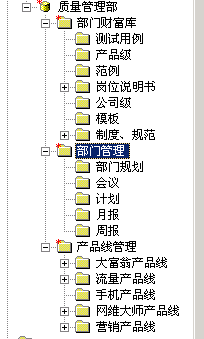 质量管理部
部门财富库
测试用例
产品级
范例
岗位说明书
公司级
模板
制度、规范
部门管理
部门规划
会议
计划
月报
周报
产品线管理
大富翁产品线
流量产品线
手机产品线
网维大师产品线
营销产品线